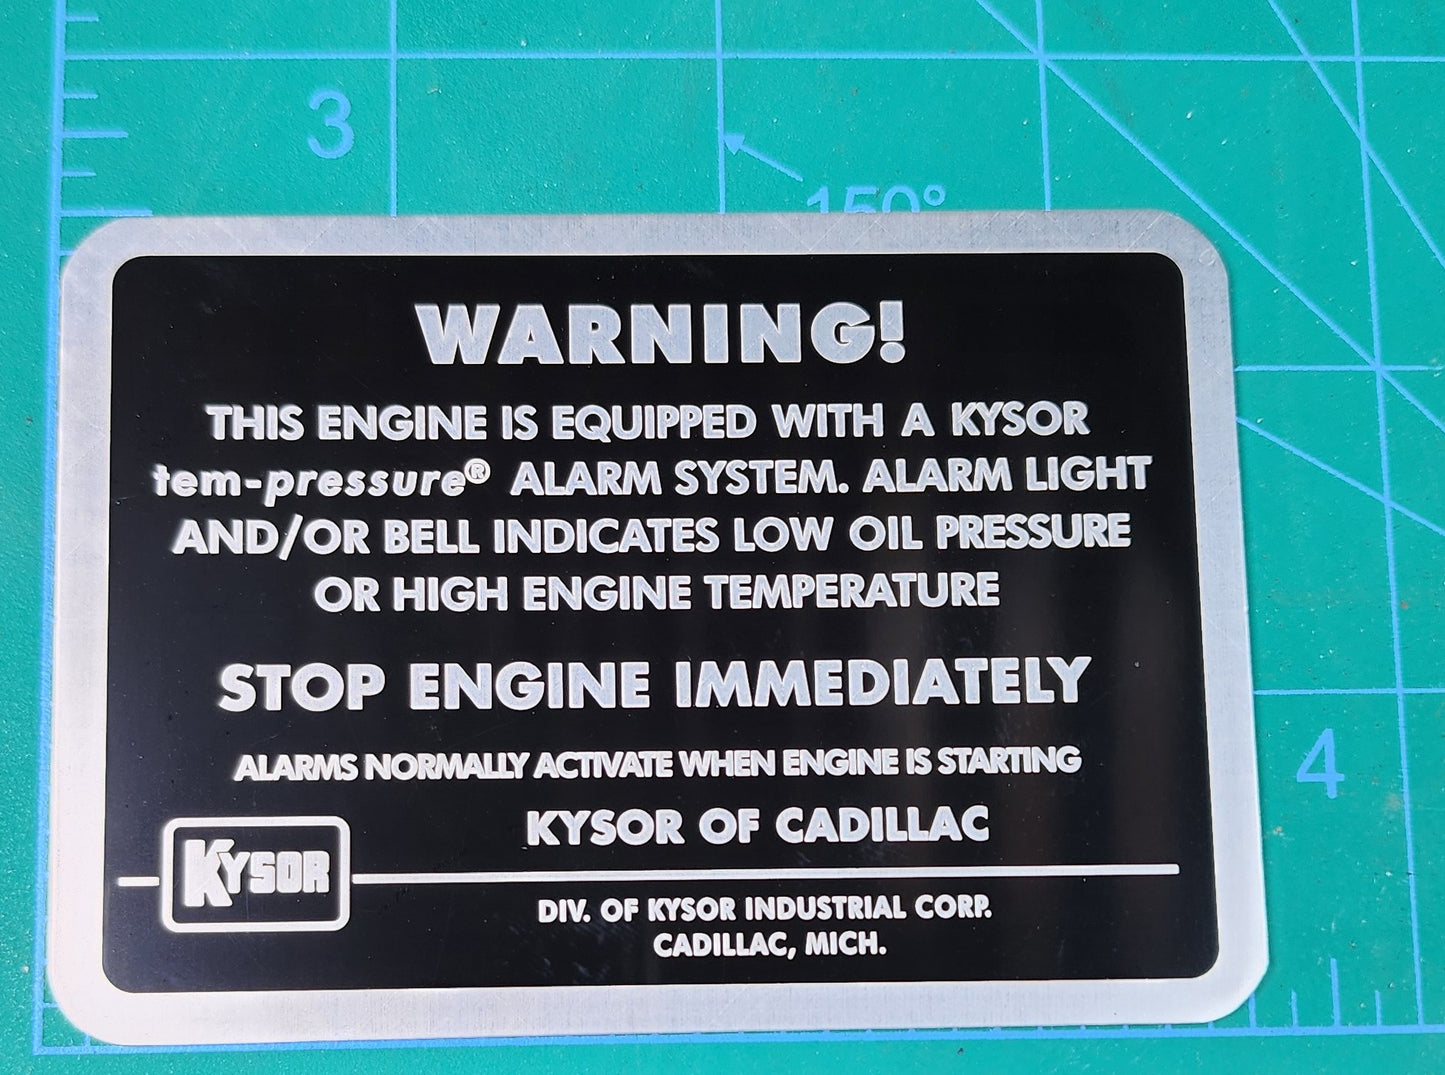 3
150°
WARNING!
THIS ENGINE IS EQUIPPED WITH A KYSOR
tem-pressure® ALARM SYSTEM. ALARM LIGHT
AND/OR BELL INDICATES LOW OIL PRESSURE
OR HIGH ENGINE TEMPERATURE
STOP ENGINE IMMEDIATELY
ALARMS NORMALLY ACTIVATE WHEN ENGINE IS STARTING
4
KYSOR OF CADILLAC
KYSOR
DIV. OF KYSOR INDUSTRIAL CORP.
CADILLAC, MICH.